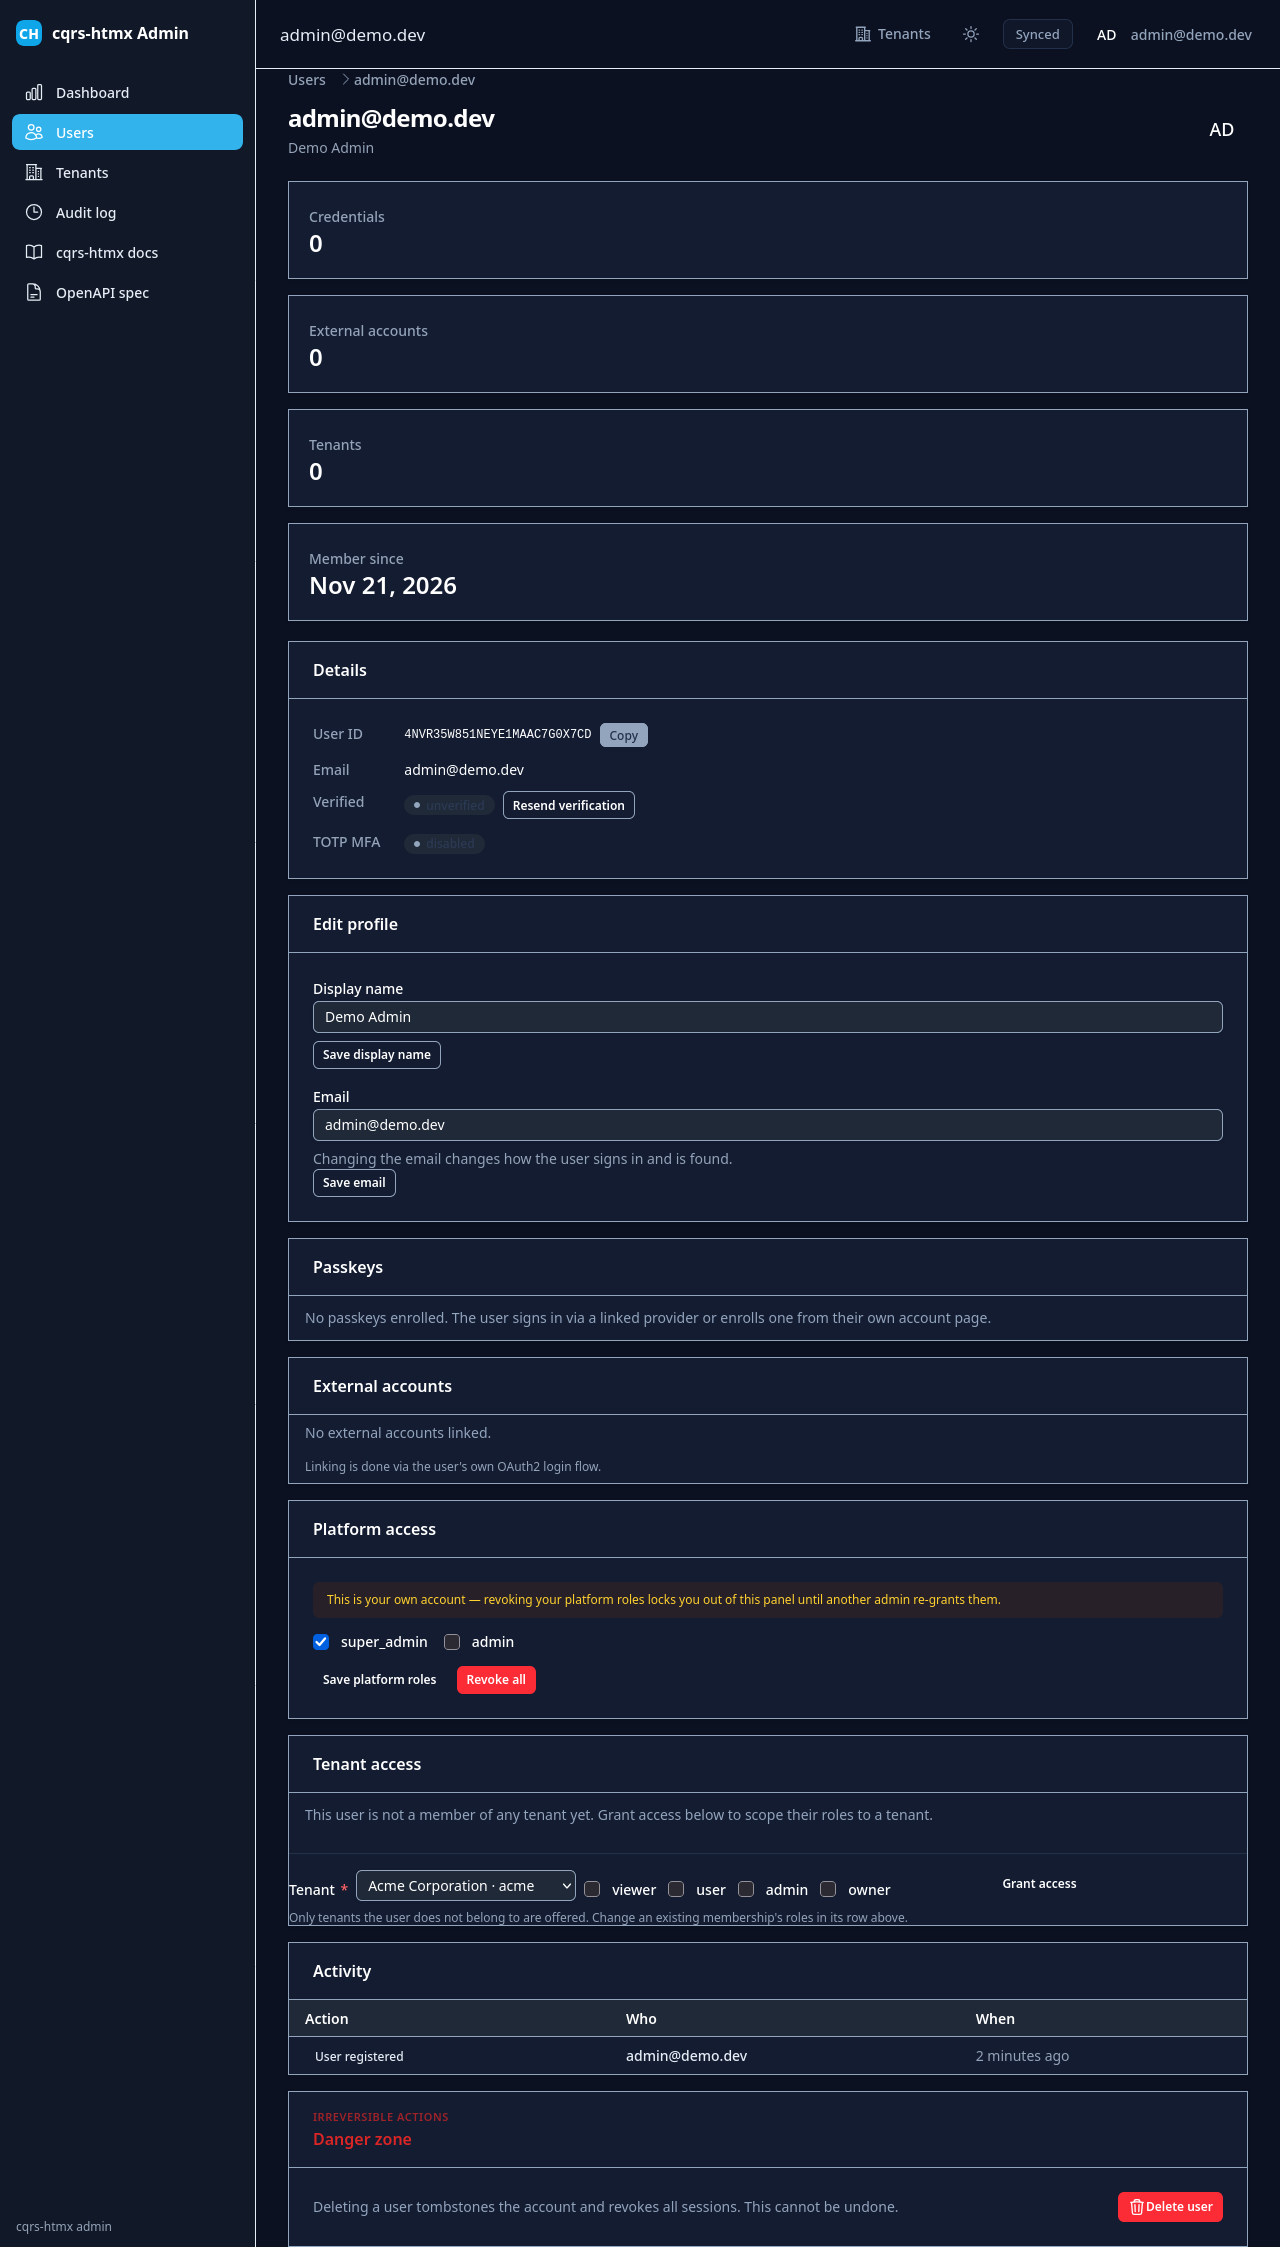 CH cqrs-htmx Admin
Dashboard
Users
Tenants
Audit log
cqrs-htmx docs
OpenAPI spec
cqrs-htmx admin
admin@demo.dev
Tenants
Synced
AD admin@demo.dev
Users admin@demo.dev
admin@demo.dev
Demo Admin
AD
Credentials
0
External accounts
0
Tenants
0
Member since
Nov 21, 2026
Details
User ID 4NVR35W851NEYE1MAAC7G0X7CD Copy
Email admin@demo.dev
Verified unverified Resend verification
TOTP MFA disabled
Edit profile
Display name
Demo Admin
Save display name
Email
admin@demo.dev
Changing the email changes how the user signs in and is found.
Save email
Passkeys
No passkeys enrolled. The user signs in via a linked provider or enrolls one from their own account page.
External accounts
No external accounts linked.
Linking is done via the user's own OAuth2 login flow.
Platform access
This is your own account — revoking your platform roles locks you out of this panel until another admin re-grants them.
super_admin admin
Save platform roles Revoke all
Tenant access
This user is not a member of any tenant yet. Grant access below to scope their roles to a tenant.
Tenant * Acme Corporation · acme viewer user admin owner Grant access
Only tenants the user does not belong to are offered. Change an existing membership's roles in its row above.
Activity
Action Who When
User registered admin@demo.dev 2 minutes ago
IRREVERSIBLE ACTIONS
Danger zone
Deleting a user tombstones the account and revokes all sessions. This cannot be undone. Delete user